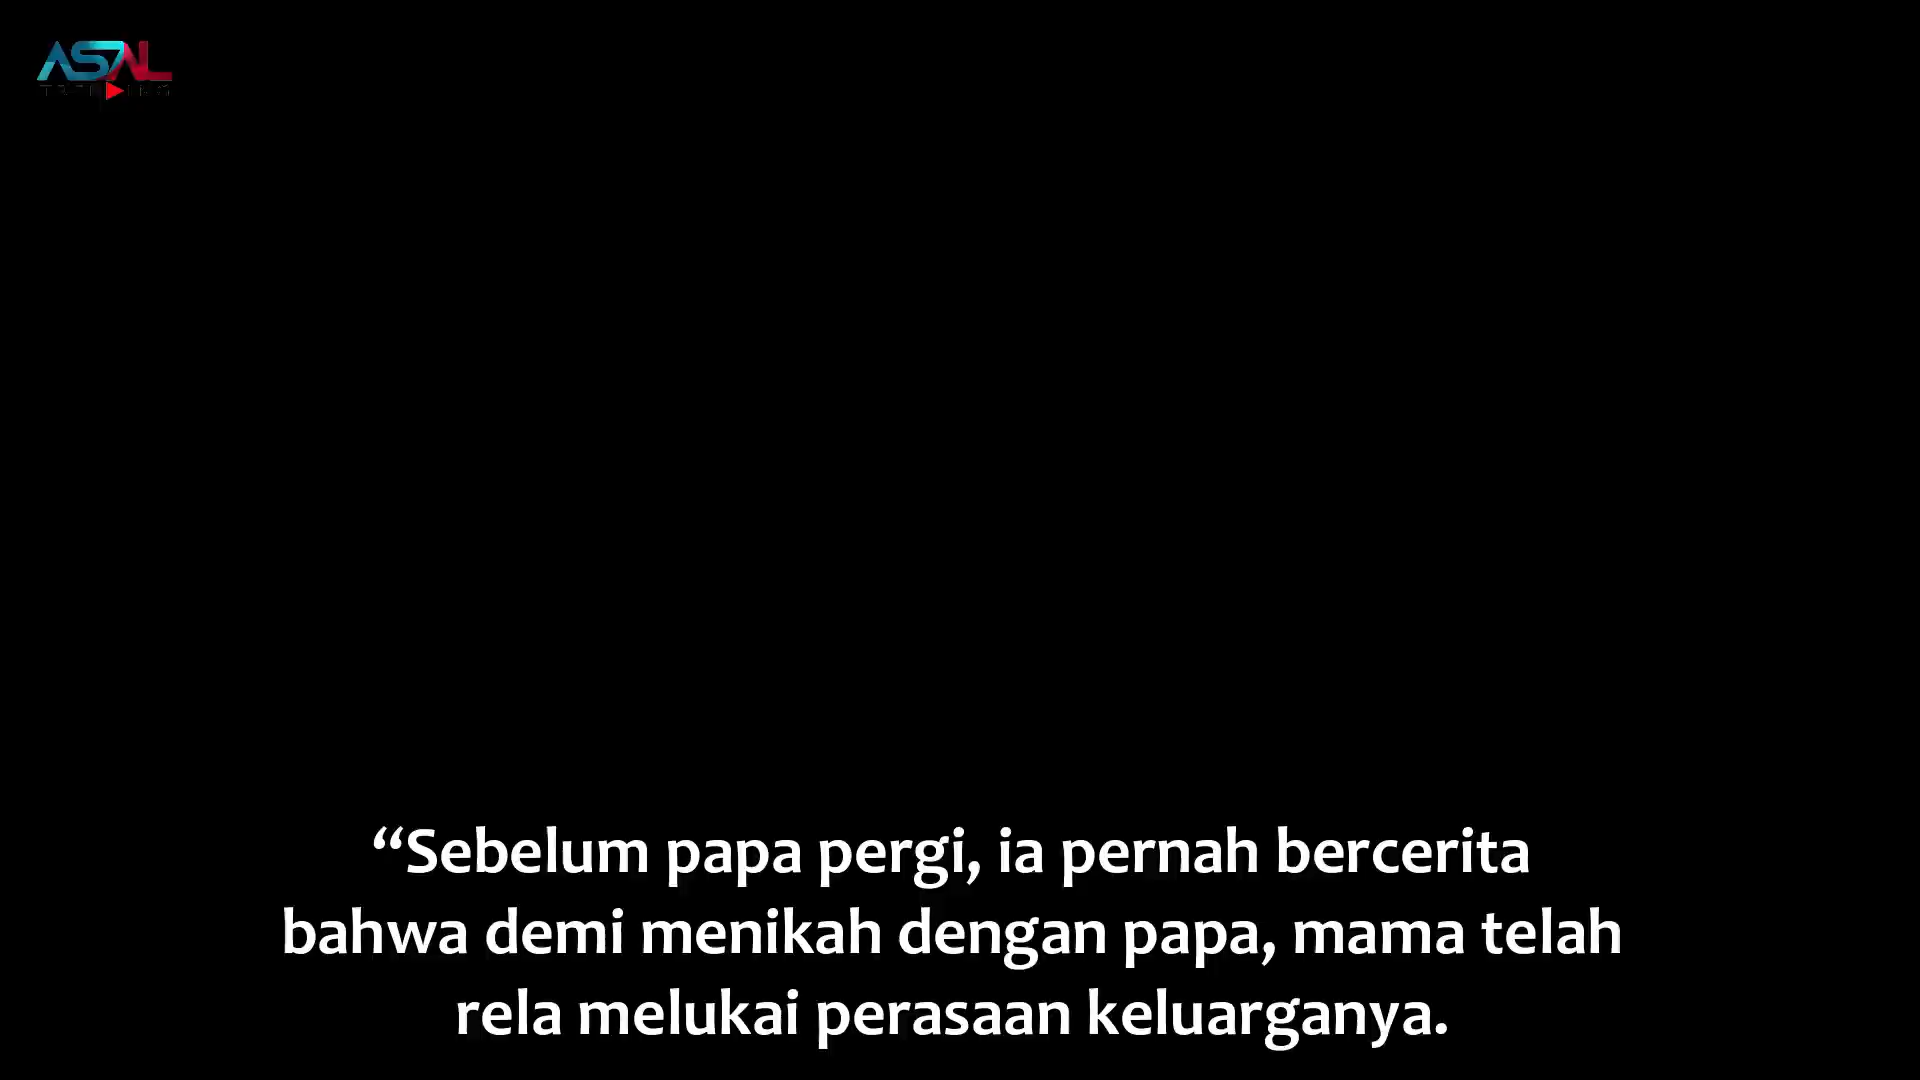 ASAL
“Sebelum papa pergi, ia pernah bercerita
bahwa demi menikah dengan papa, mama telah
rela melukai perasaan keluarganya.